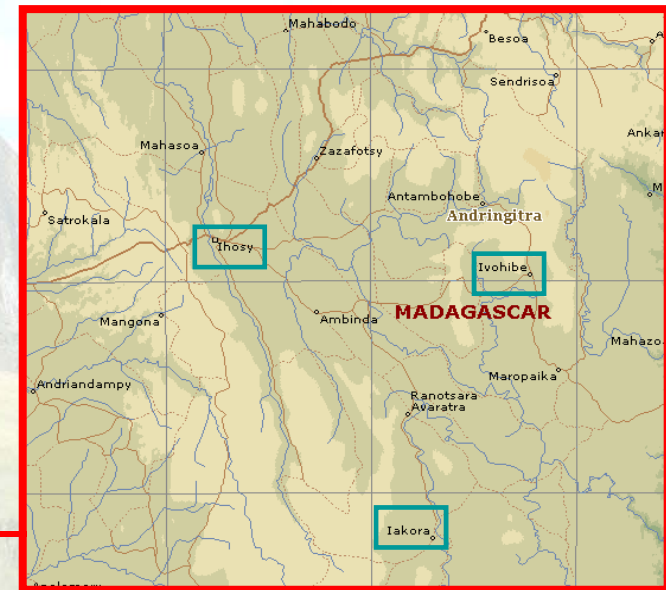 Mahabodo
Besoa
A
Sendrisoa
Mahasoa
Zazafotsy
Ankar
Antambohobe
M
Satrokala
Andringitra
Ihosy
Ivohibe
Mangona
Ambinda
MADAGASCAR
Mahazo
Maropaika
Andriandampy
Ranotsara
Avaratra
Iakora